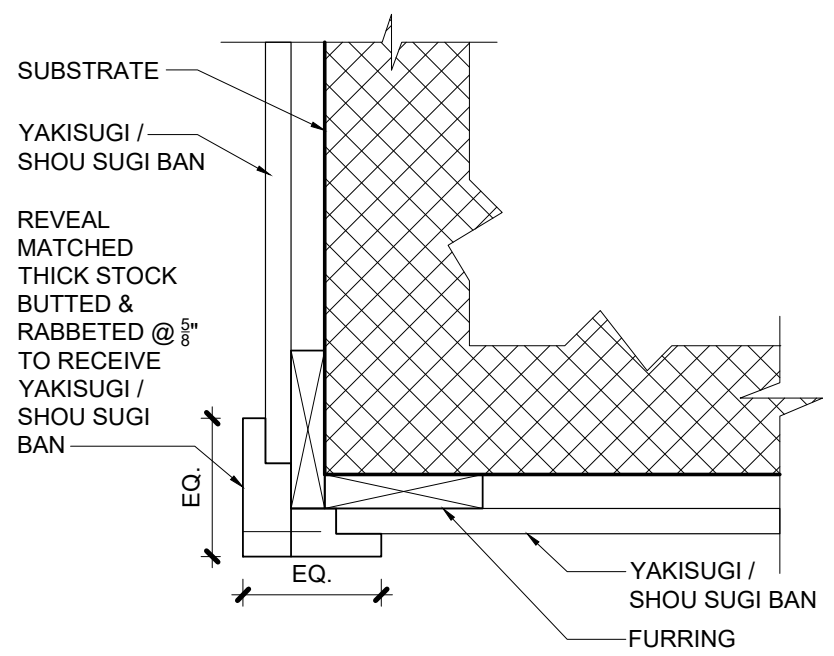 SUBSTRATE
YAKISUGI /
SHOU SUGI BAN
REVEAL
MATCHED
THICK STOCK
BUTTED &
RABBETED @ 5/8"
TO RECEIVE
YAKISUGI /
SHOU SUGI
BAN
EQ.
EQ.
YAKISUGI /
SHOU SUGI BAN
FURRING